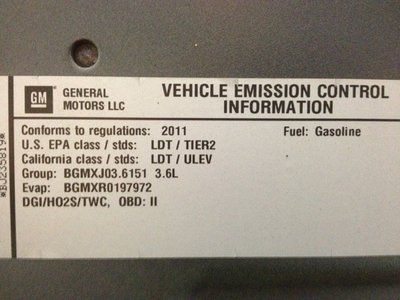 GM GENERAL MOTORS LLC
VEHICLE EMISSION CONTROL
INFORMATION
Conforms to regulations: 2011 Fuel: Gasoline
U.S. EPA class / stds: LDT / TIER2
California class / stds: LDT / ULEV
Group: BGMXJ03.6151 3.6L
Evap: BGMXR0197972
DGI/HO2S/TWC, OBD: II
*BJ235819*